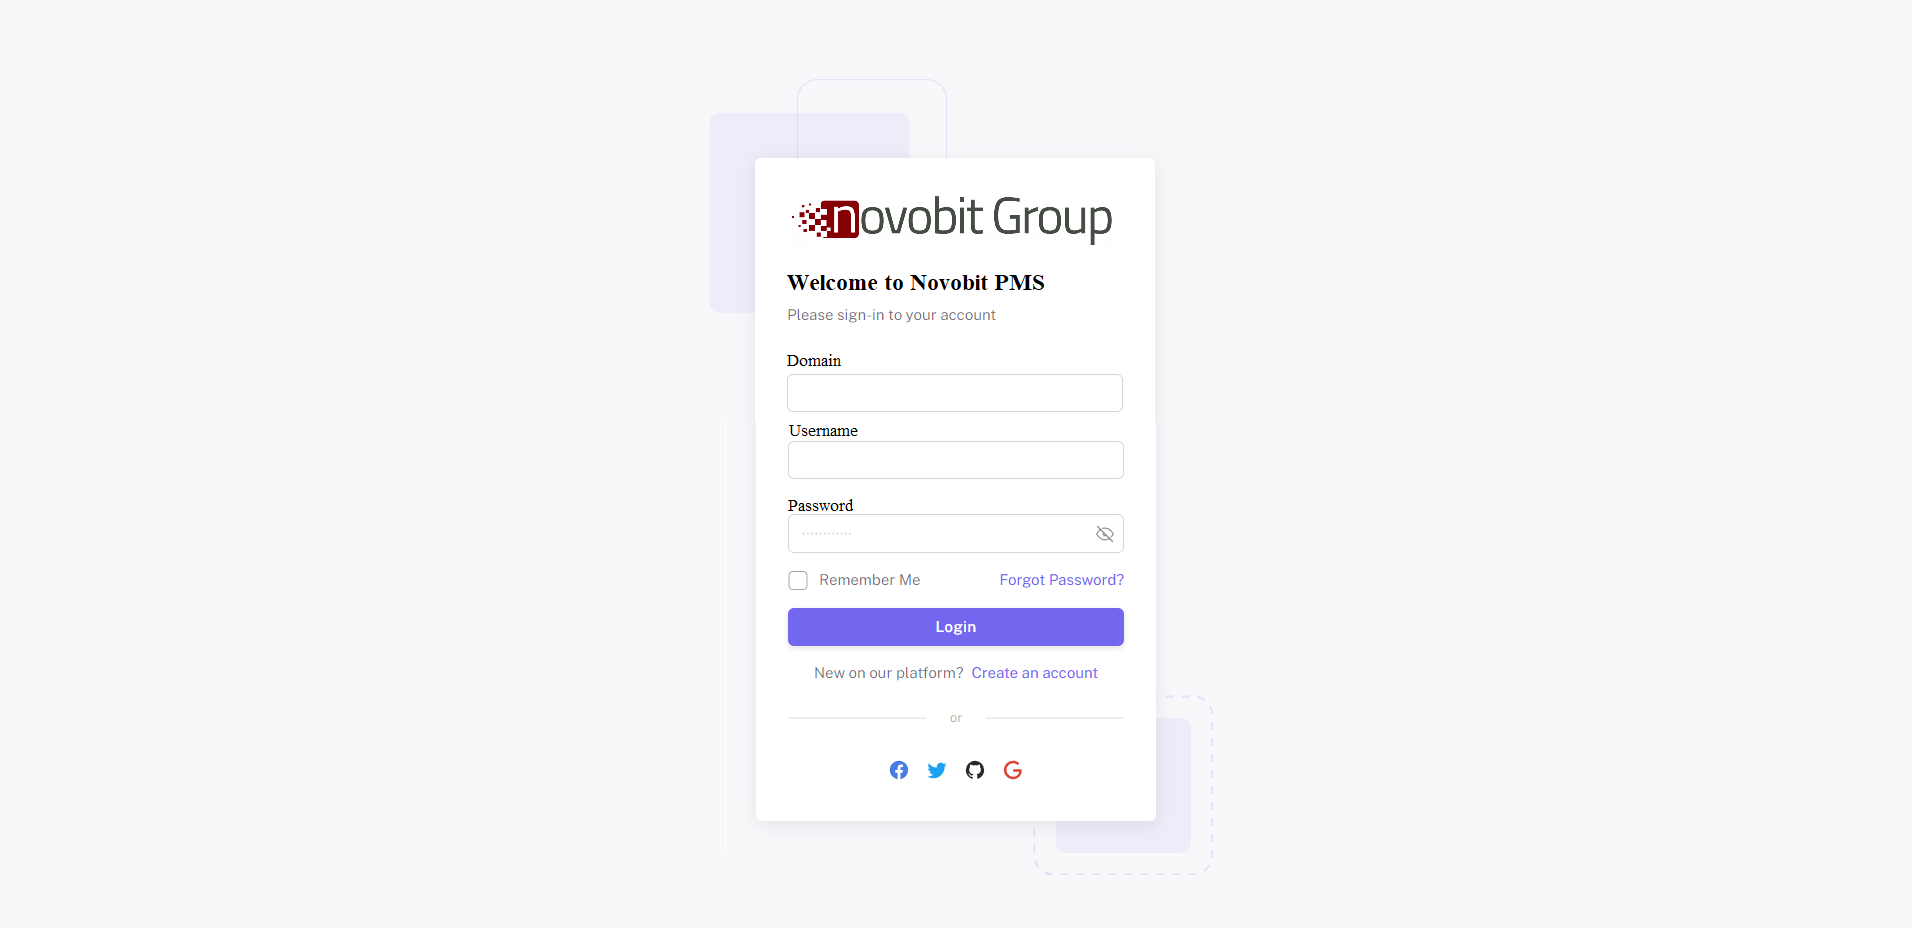 novobit Group
Welcome to Novobit PMS
Please sign-in to your account
Domain
Username
Password
Remember Me Forgot Password?
Login
New on our platform? Create an account
or